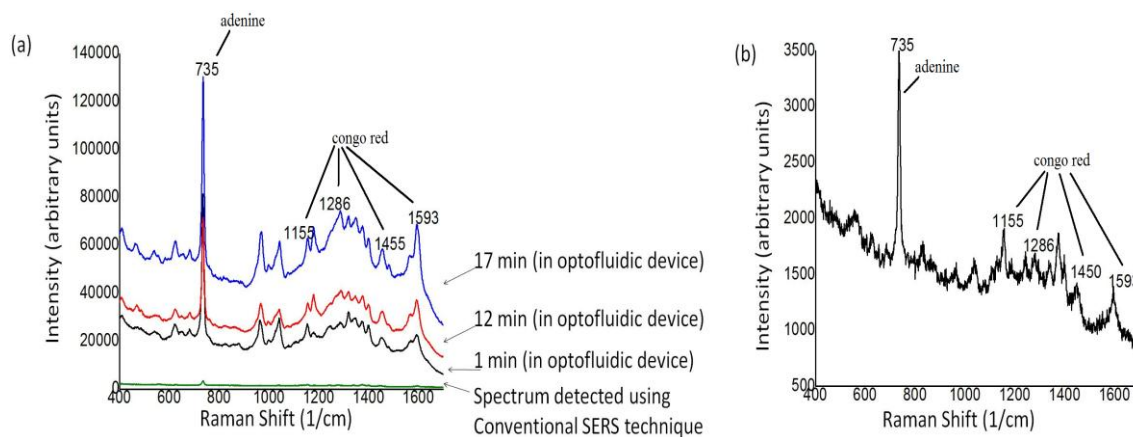 (a)
adenine
Intensity (arbitrary units)
140000
120000
100000
80000
60000
40000
20000
0
735
congo red
1155
1286
1455
1593
17 min (in optofluidic device)
12 min (in optofluidic device)
1 min (in optofluidic device)
Spectrum detected using
Conventional SERS technique
400 600 800 1000 1200 1400 1600
Raman Shift (1/cm)
(b)
Intensity (arbitrary units)
3500
3000
2500
2000
1500
1000
500
735
adenine
congo red
1155
1286
1450
1593
400 600 800 1000 1200 1400 1600
Raman Shift (1/cm)